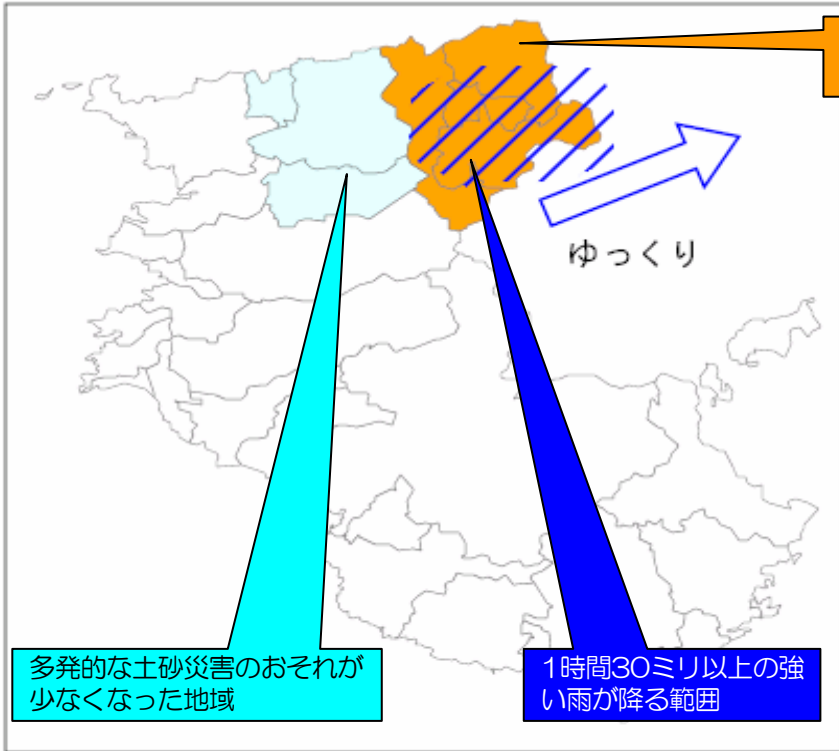 ゆっくり
多発的な土砂災害のおそれが
少なくなった地域
1時間30ミリ以上の強
い雨が降る範囲